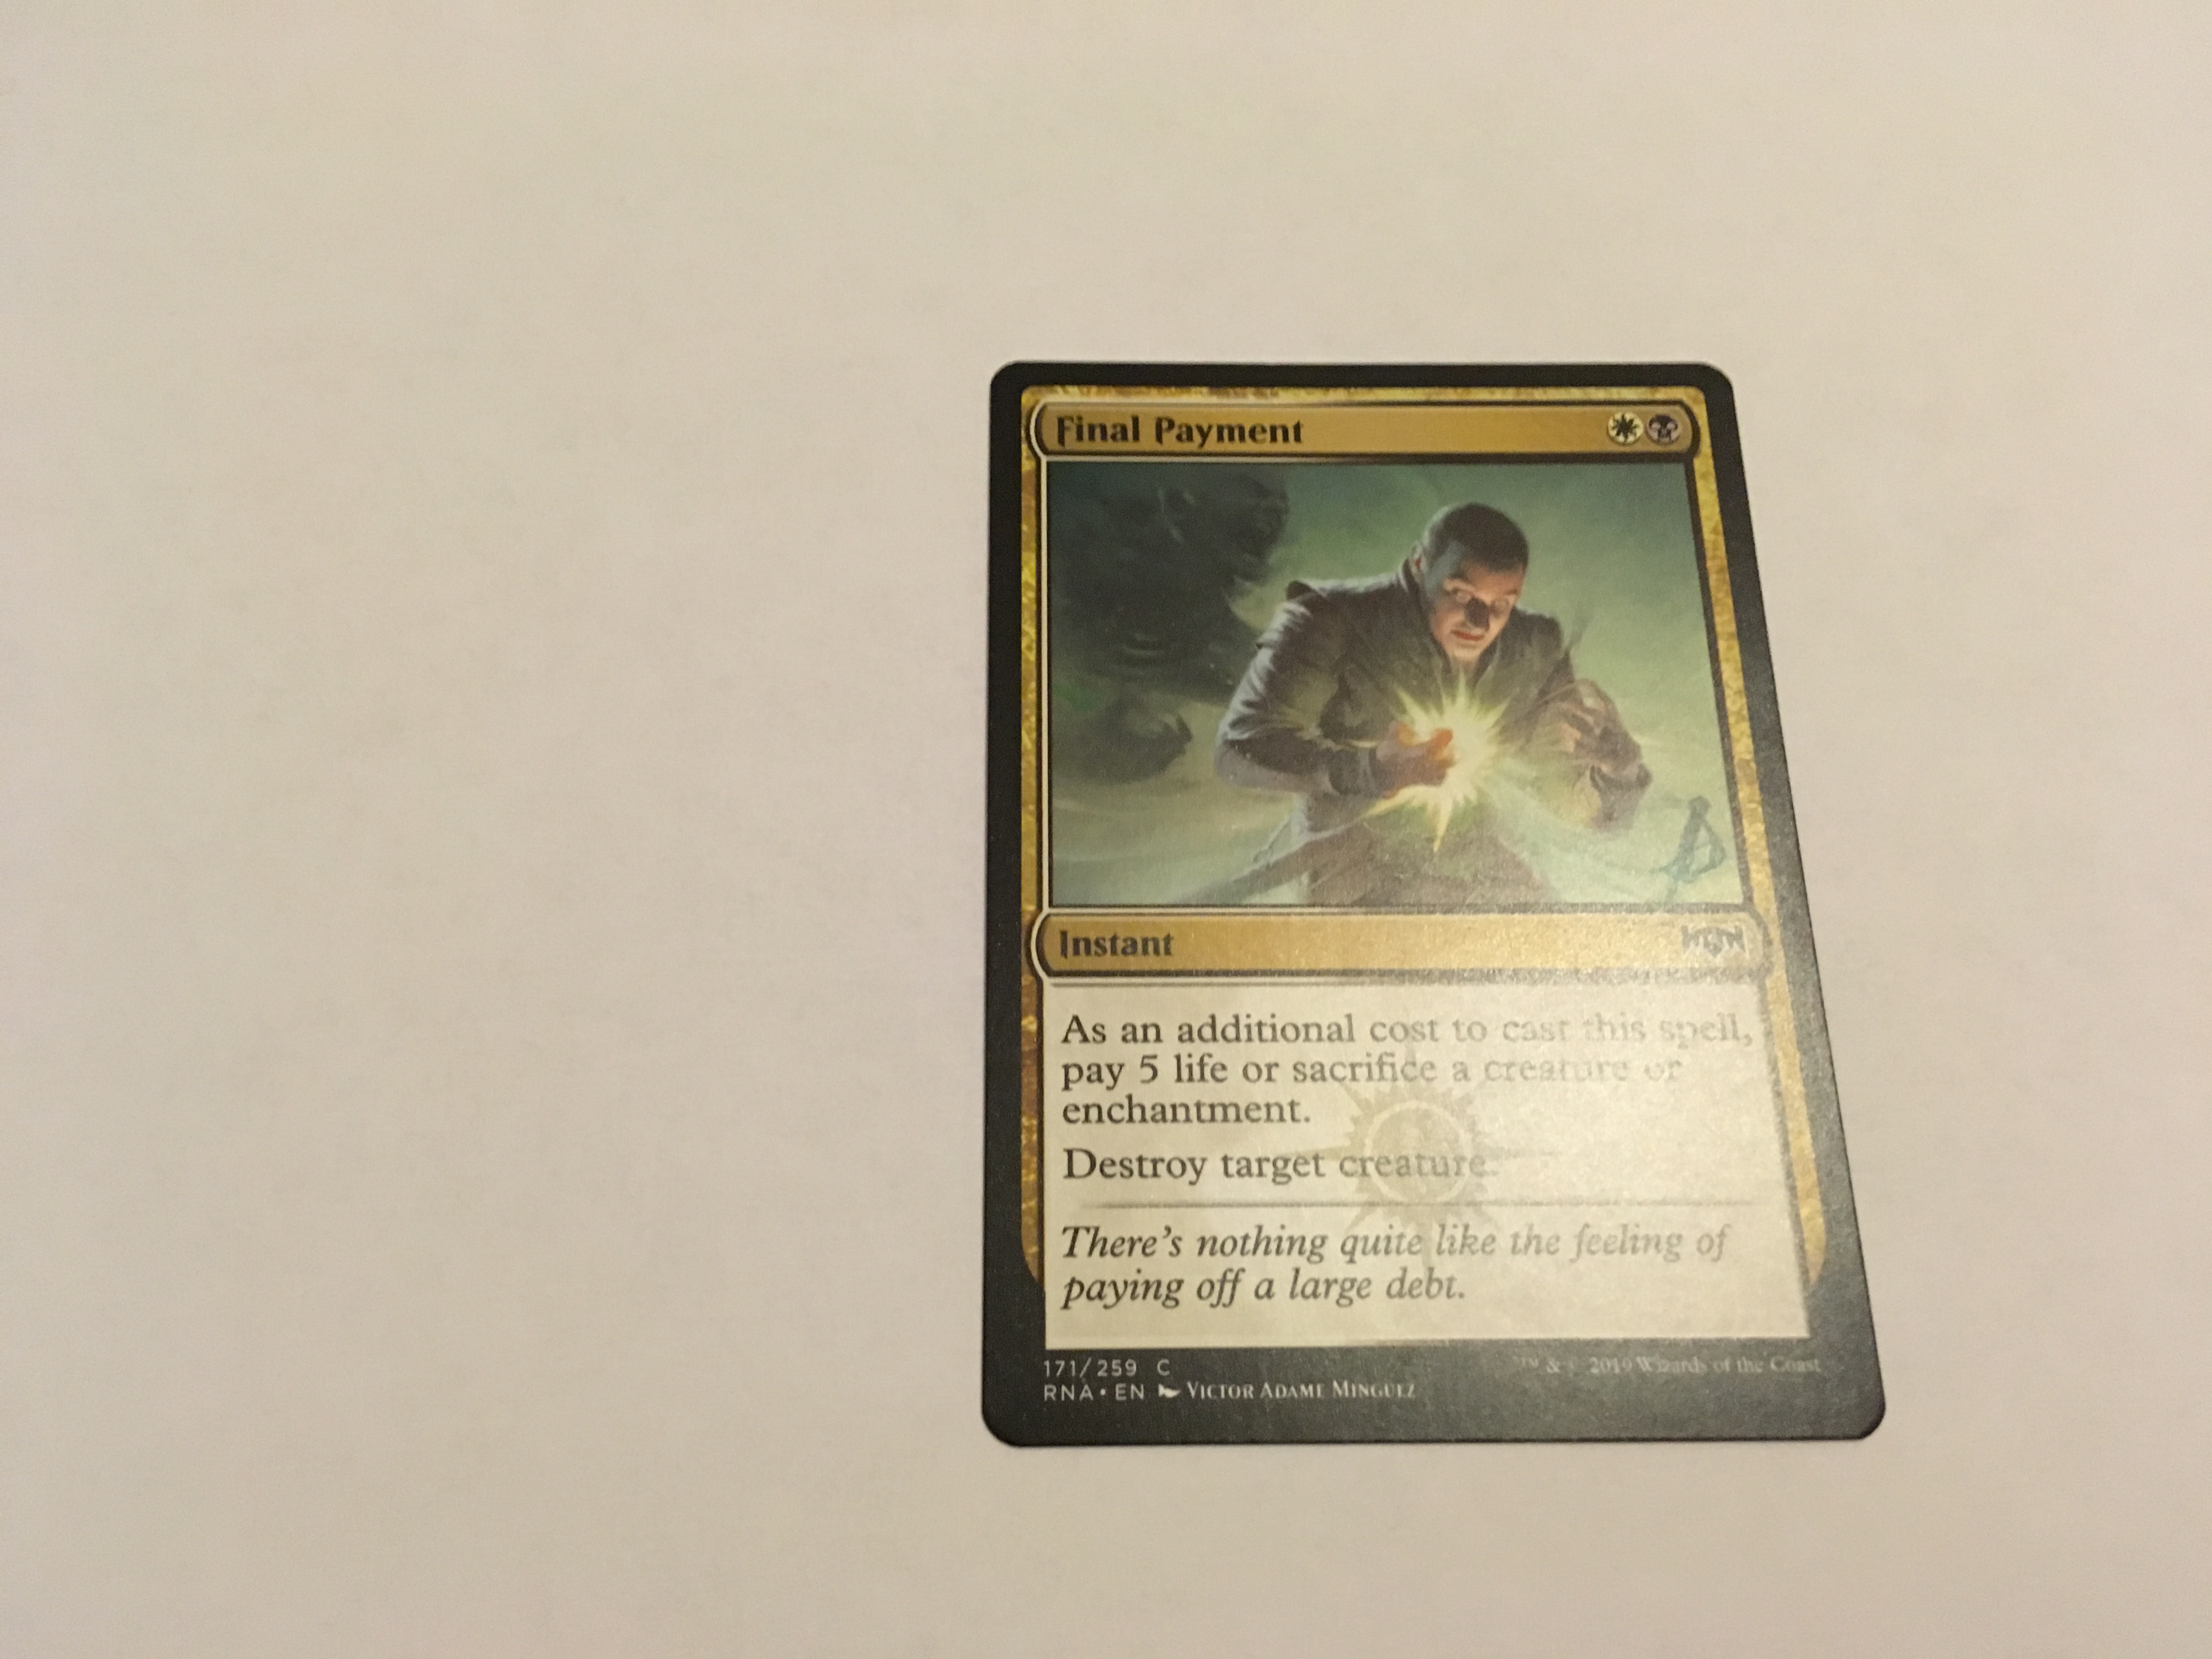 Final Payment
Instant
As an additional cost to cast this spell,
pay 5 life or sacrifice a creature or
enchantment.
Destroy target creature.
There's nothing quite like the feeling of
paying off a large debt.
171/259 C
RNA • EN VICTOR ADAME MINGUEZ
™ & © 2019 Wizards of the Coast